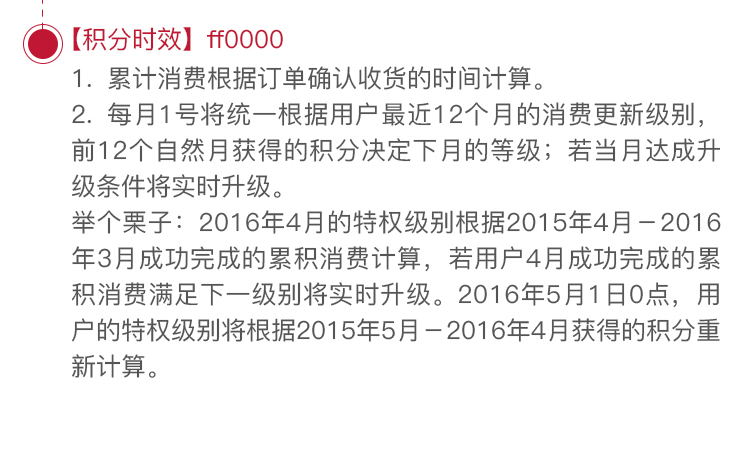 【积分时效】ff0000
1. 累计消费根据订单确认收货的时间计算。
2. 每月1号将统一根据用户最近12个月的消费更新级别，
前12个自然月获得的积分决定下月的等级；若当月达成升
级条件将实时升级。
举个栗子：2016年4月的特权级别根据2015年4月－2016
年3月成功完成的累积消费计算，若用户4月成功完成的累
积消费满足下一级别将实时升级。2016年5月1日0点，用
户的特权级别将根据2015年5月－2016年4月获得的积分重
新计算。